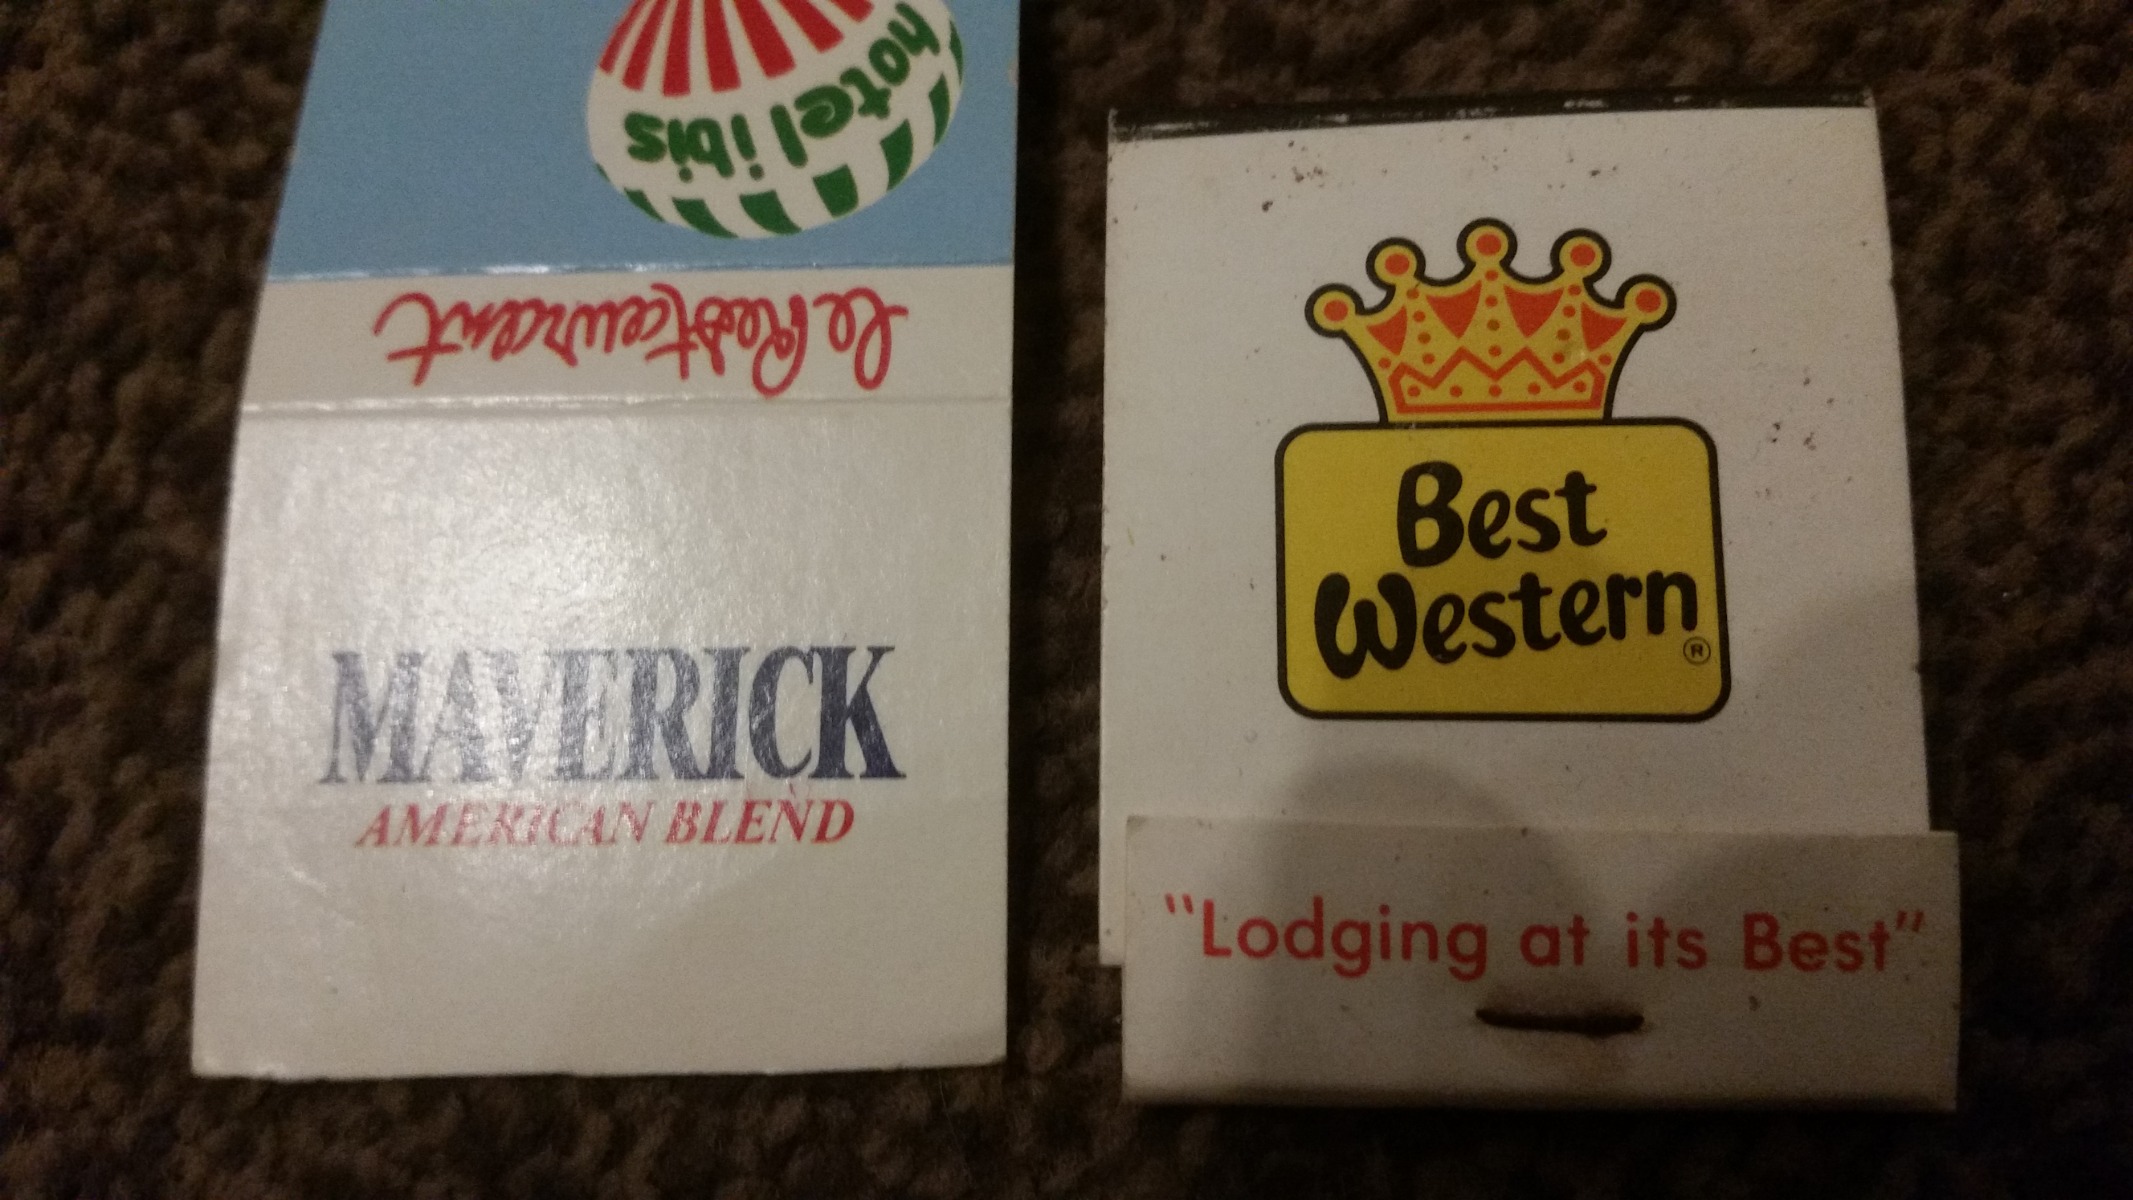 hotel ibis
le Restaurant
MAVERICK
AMERICAN BLEND
Best
Western
®
"Lodging at its Best"